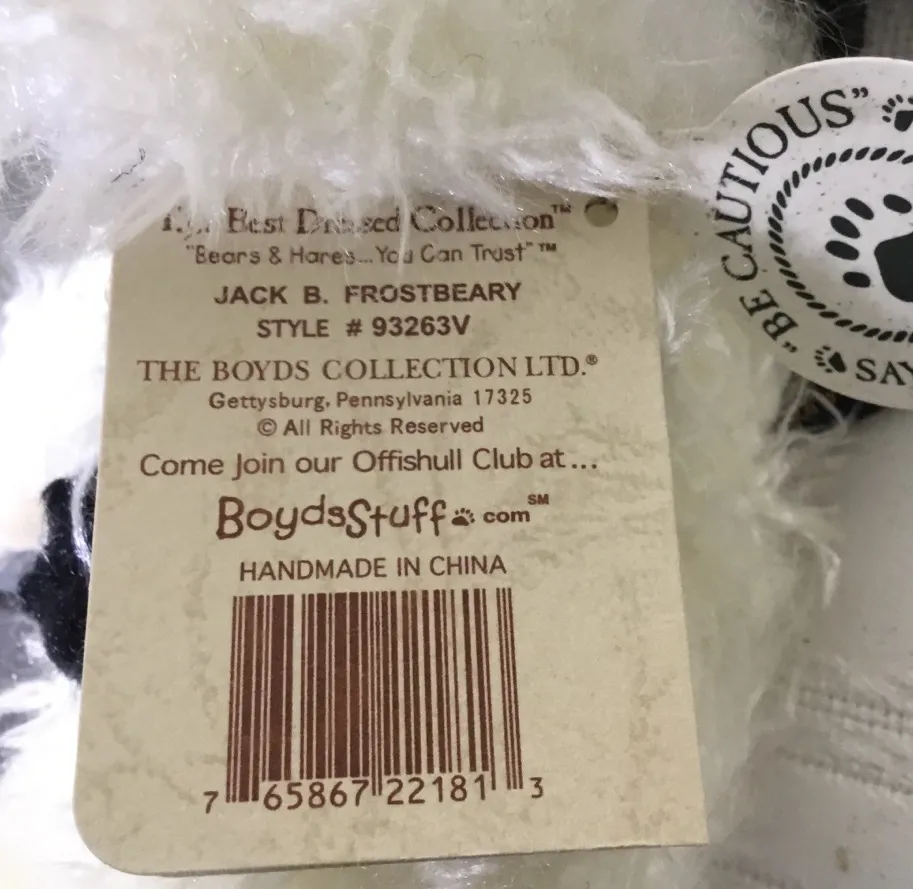 Best Dressed Collection™
"Bears & Hares...You Can Trust"™
JACK B. FROSTBEARY
STYLE # 93263V
THE BOYDS COLLECTION LTD.®
Gettysburg, Pennsylvania 17325
© All Rights Reserved
Come Join our Offishull Club at...
BoydsStuff com℠
HANDMADE IN CHINA
7 65867 22181 3
"BE CAUTIOUS"